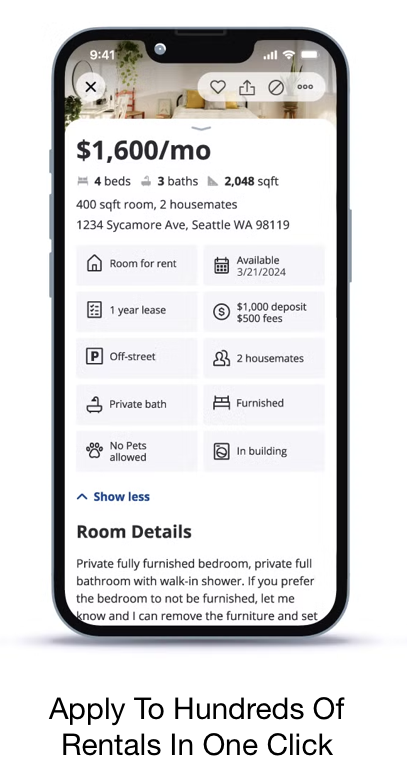 9:41
$1,600/mo
4 beds 3 baths 2,048 sqft
400 sqft room, 2 housemates
1234 Sycamore Ave, Seattle WA 98119
Room for rent
Available
3/21/2024
1 year lease
$1,000 deposit
$500 fees
P
Off-street
2 housemates
Private bath
Furnished
No Pets
allowed
In building
Show less
Room Details
Private fully furnished bedroom, private full
bathroom with walk-in shower. If you prefer
the bedroom to not be furnished, let me
know and I can remove the furniture and set
Apply To Hundreds Of
Rentals In One Click